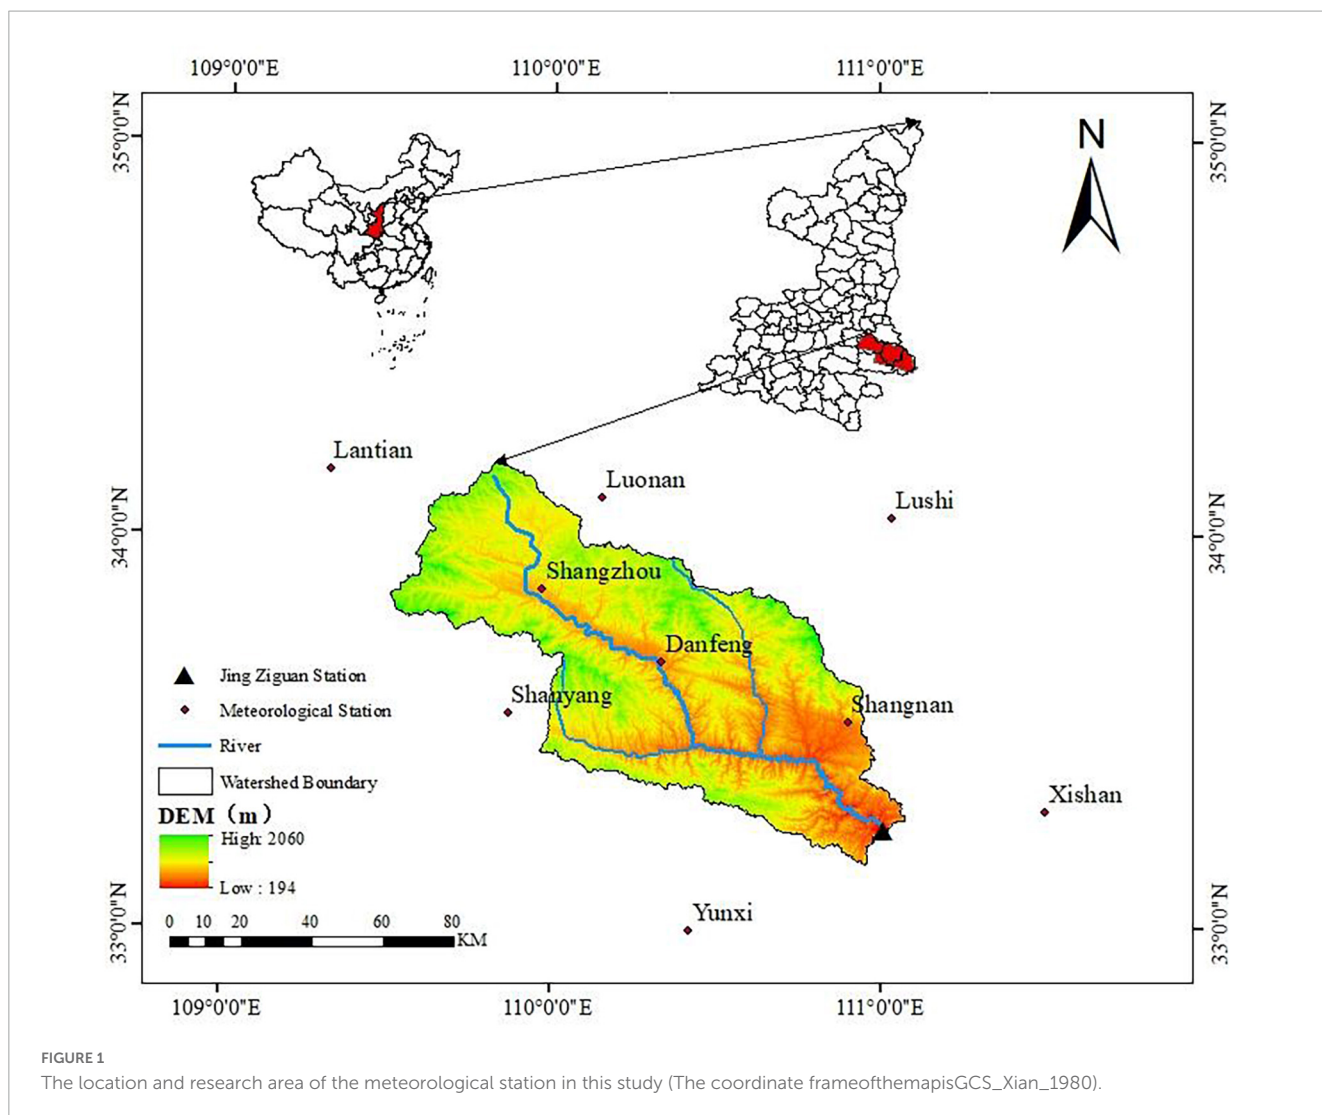 109°0'0"E 110°0'0"E 111°0'0"E
35°0'0"N
35°0'0"N
N
Lantian
Luonan
Lushi
34°0'0"N
34°0'0"N
Shangzhou
Danfeng
Shanyang
Shangnan
Xishan
Yunxi
Jing Ziguan Station
Meteorological Station
River
Watershed Boundary
DEM（m）
High: 2060
Low : 194
0 10 20 40 60 80
KM
33°0'0"N
33°0'0"N
109°0'0"E 110°0'0"E 111°0'0"E
FIGURE 1
The location and research area of the meteorological station in this study (The coordinate frameofthemapisGCS_Xian_1980).